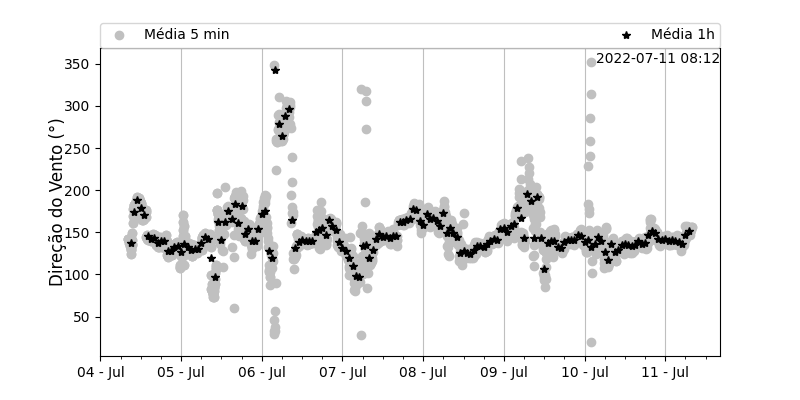 Média 5 min
Média 1h
2022-07-11 08:12
Direção do Vento (°)
350
300
250
200
150
100
50
04 - Jul
05 - Jul
06 - Jul
07 - Jul
08 - Jul
09 - Jul
10 - Jul
11 - Jul